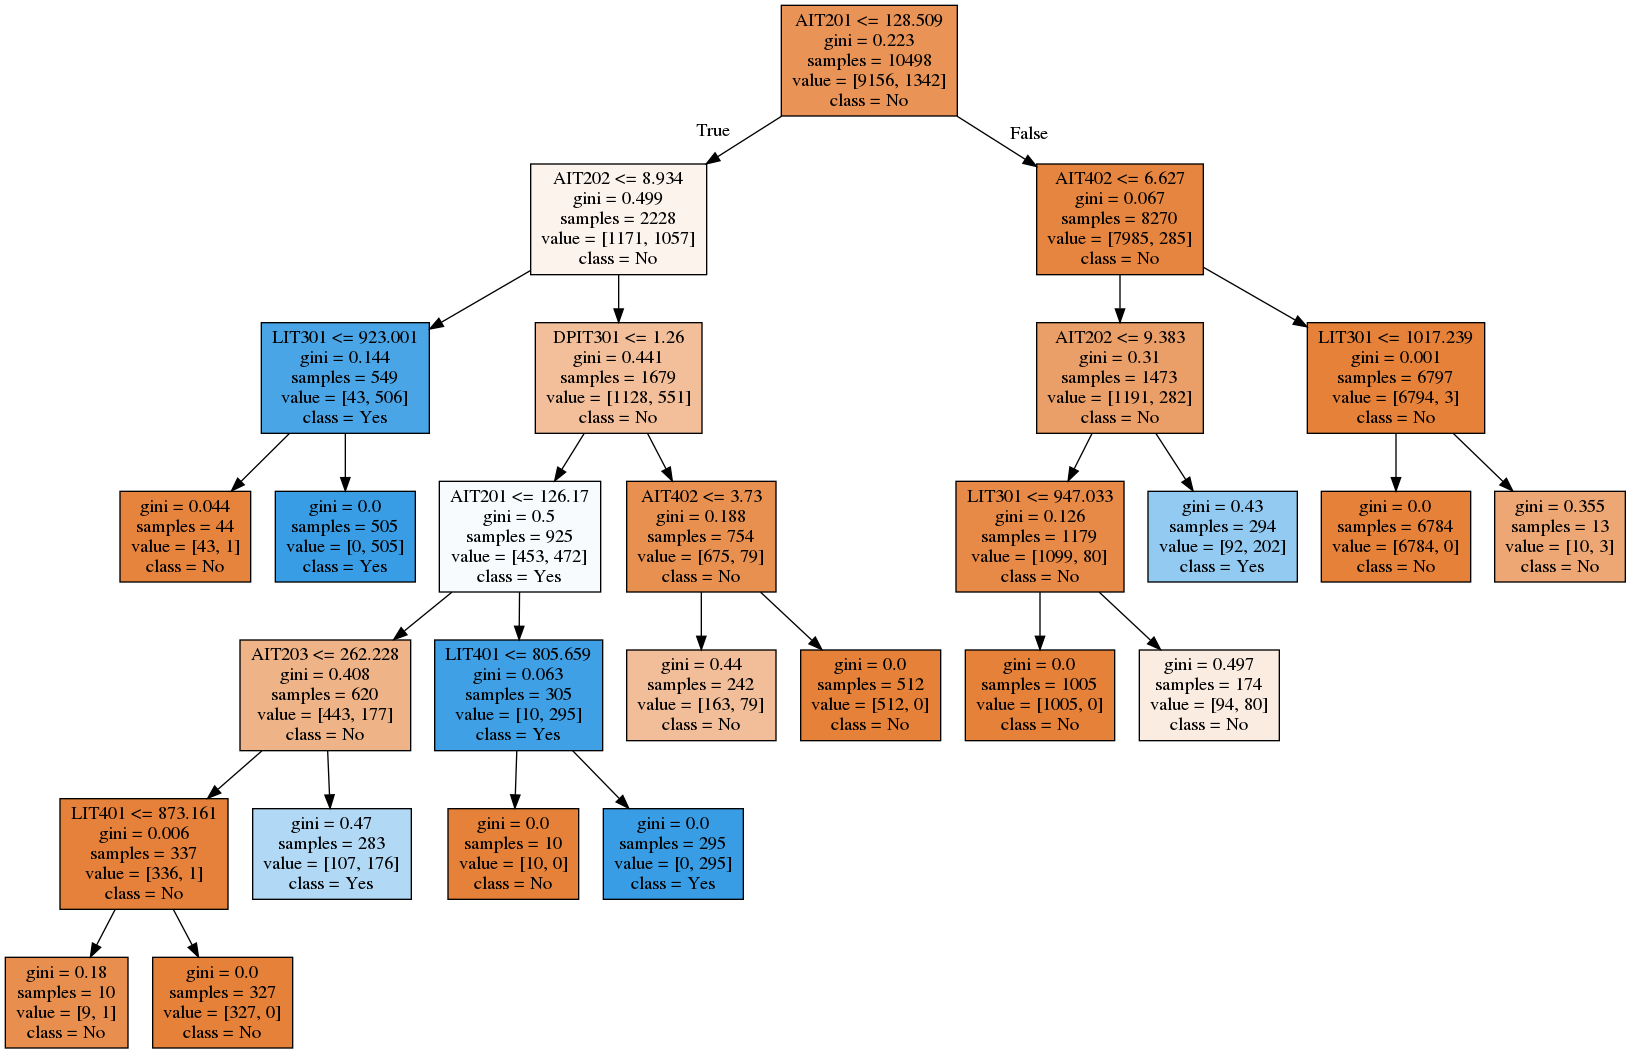 AIT201 <= 128.509
gini = 0.223
samples = 10498
value = [9156, 1342]
class = No
True
False
AIT202 <= 8.934
gini = 0.499
samples = 2228
value = [1171, 1057]
class = No
AIT402 <= 6.627
gini = 0.067
samples = 8270
value = [7985, 285]
class = No
LIT301 <= 923.001
gini = 0.144
samples = 549
value = [43, 506]
class = Yes
DPIT301 <= 1.26
gini = 0.441
samples = 1679
value = [1128, 551]
class = No
AIT202 <= 9.383
gini = 0.31
samples = 1473
value = [1191, 282]
class = No
LIT301 <= 1017.239
gini = 0.001
samples = 6797
value = [6794, 3]
class = No
gini = 0.044
samples = 44
value = [43, 1]
class = No
gini = 0.0
samples = 505
value = [0, 505]
class = Yes
AIT201 <= 126.17
gini = 0.5
samples = 925
value = [453, 472]
class = Yes
AIT402 <= 3.73
gini = 0.188
samples = 754
value = [675, 79]
class = No
LIT301 <= 947.033
gini = 0.126
samples = 1179
value = [1099, 80]
class = No
gini = 0.43
samples = 294
value = [92, 202]
class = Yes
gini = 0.0
samples = 6784
value = [6784, 0]
class = No
gini = 0.355
samples = 13
value = [10, 3]
class = No
AIT203 <= 262.228
gini = 0.408
samples = 620
value = [443, 177]
class = No
LIT401 <= 805.659
gini = 0.063
samples = 305
value = [10, 295]
class = Yes
gini = 0.44
samples = 242
value = [163, 79]
class = No
gini = 0.0
samples = 512
value = [512, 0]
class = No
gini = 0.0
samples = 1005
value = [1005, 0]
class = No
gini = 0.497
samples = 174
value = [94, 80]
class = No
LIT401 <= 873.161
gini = 0.006
samples = 337
value = [336, 1]
class = No
gini = 0.47
samples = 283
value = [107, 176]
class = Yes
gini = 0.0
samples = 10
value = [10, 0]
class = No
gini = 0.0
samples = 295
value = [0, 295]
class = Yes
gini = 0.18
samples = 10
value = [9, 1]
class = No
gini = 0.0
samples = 327
value = [327, 0]
class = No